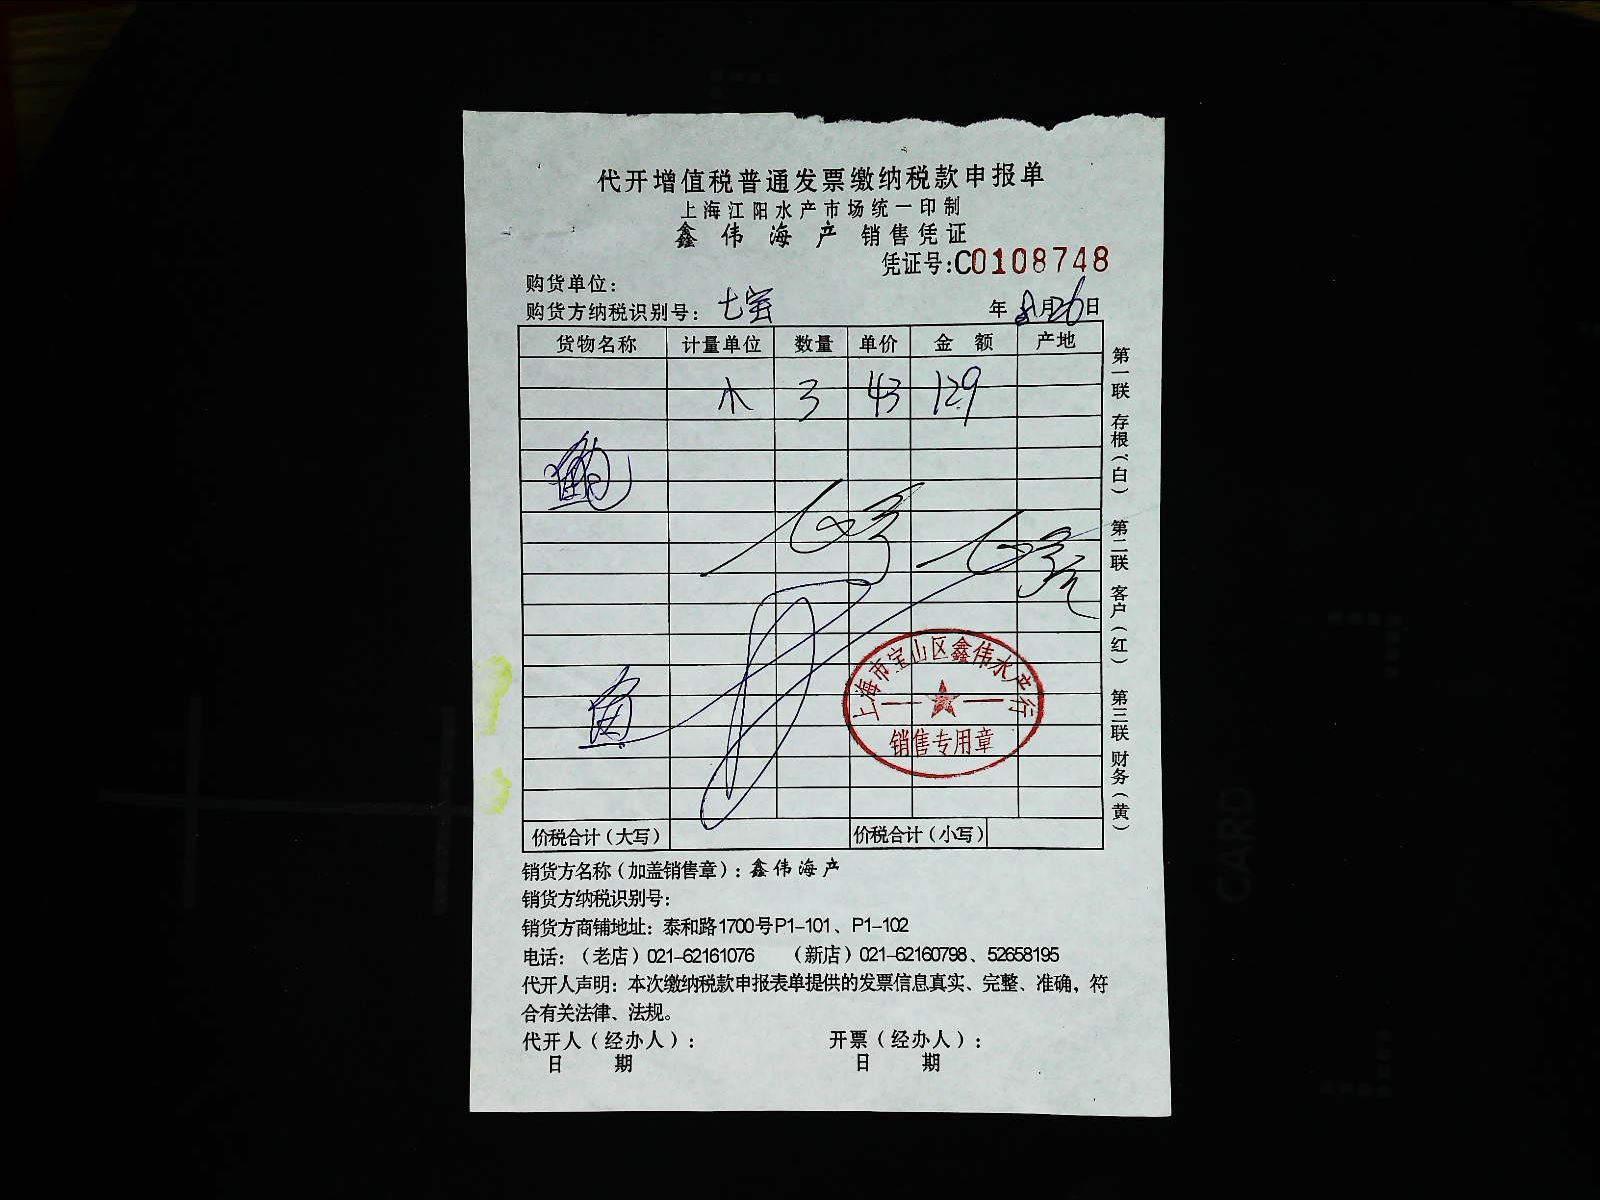 代开增值税普通发票缴纳税款申报单
上海江阳水产市场统一印制
鑫伟海产 销售凭证
凭证号:C0108748
购货单位:
购货方纳税识别号: 七宝 年8月26日
货物名称 计量单位 数量 单价 金额 产地
3 43 129
上海市宝山区鑫伟水产行
销售专用章
价税合计(大写) 价税合计(小写)
第一联 存根(白) 第二联 客户(红) 第三联 财务(黄)
销货方名称(加盖销售章):鑫伟海产
销货方纳税识别号:
销货方商铺地址: 泰和路1700号P1-101、P1-102
电话:(老店)021-62161076 (新店)021-62160798、52658195
代开人声明: 本次缴纳税款申报表单提供的发票信息真实、完整、准确, 符
合有关法律、法规。
代开人(经办人): 开票(经办人):
日 期 日 期
CARD